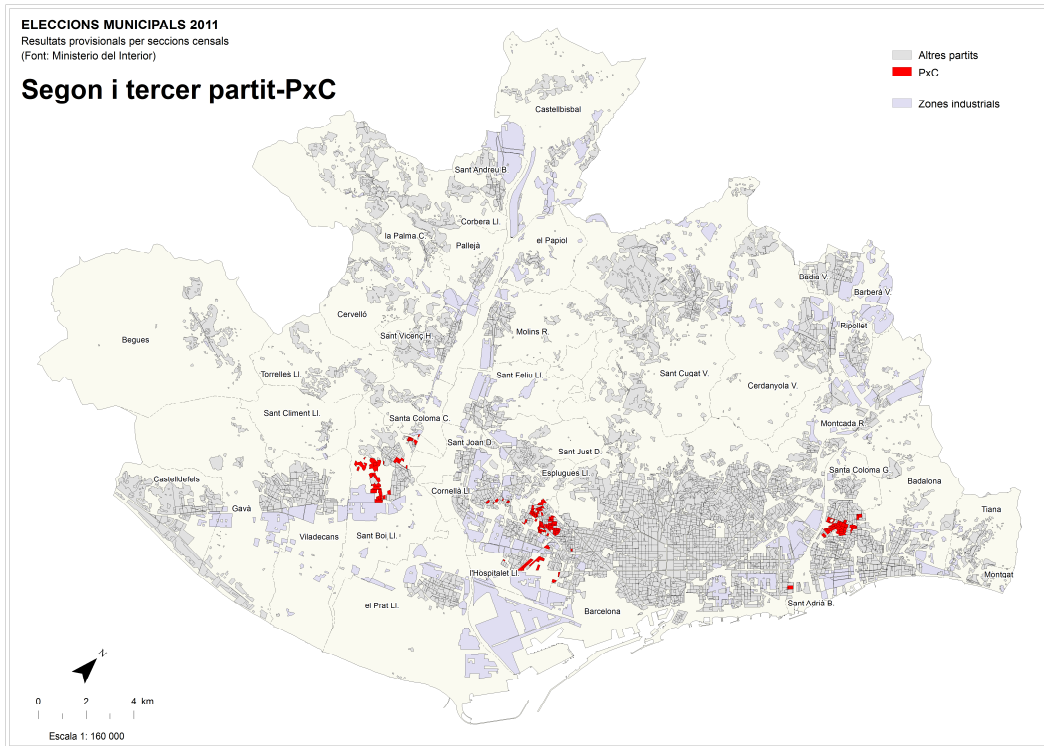 ELECCIONS MUNICIPALS 2011
Resultats provisionals per seccions censals
(Font: Ministerio del Interior)
Segon i tercer partit-PxC
Altres partits
PxC
Zones industrials
Castellbisbal
Sant Andreu B
Corbera Ll.
la Palma C.
Pallejà
el Papiol
Badia V.
Barberà V.
Cervelló
Begues
Sant Vicenç H.
Molins R.
Ripollet
Torrelles Ll.
Sant Feliu Ll.
Sant Cugat V.
Cerdanyola V.
Sant Climent Ll.
Santa Coloma C.
Montcada R.
Sant Joan D.
Sant Just D.
Castelldefels
Esplugues Ll.
Santa Coloma G.
Badalona
Cornellà Ll
Gavà
Tiana
Viladecans
Sant Boi Ll.
l'Hospitalet Ll.
Montgat
el Prat Ll.
Barcelona
Sant Adrià B.
N
0 2 4 km
Escala 1: 160 000